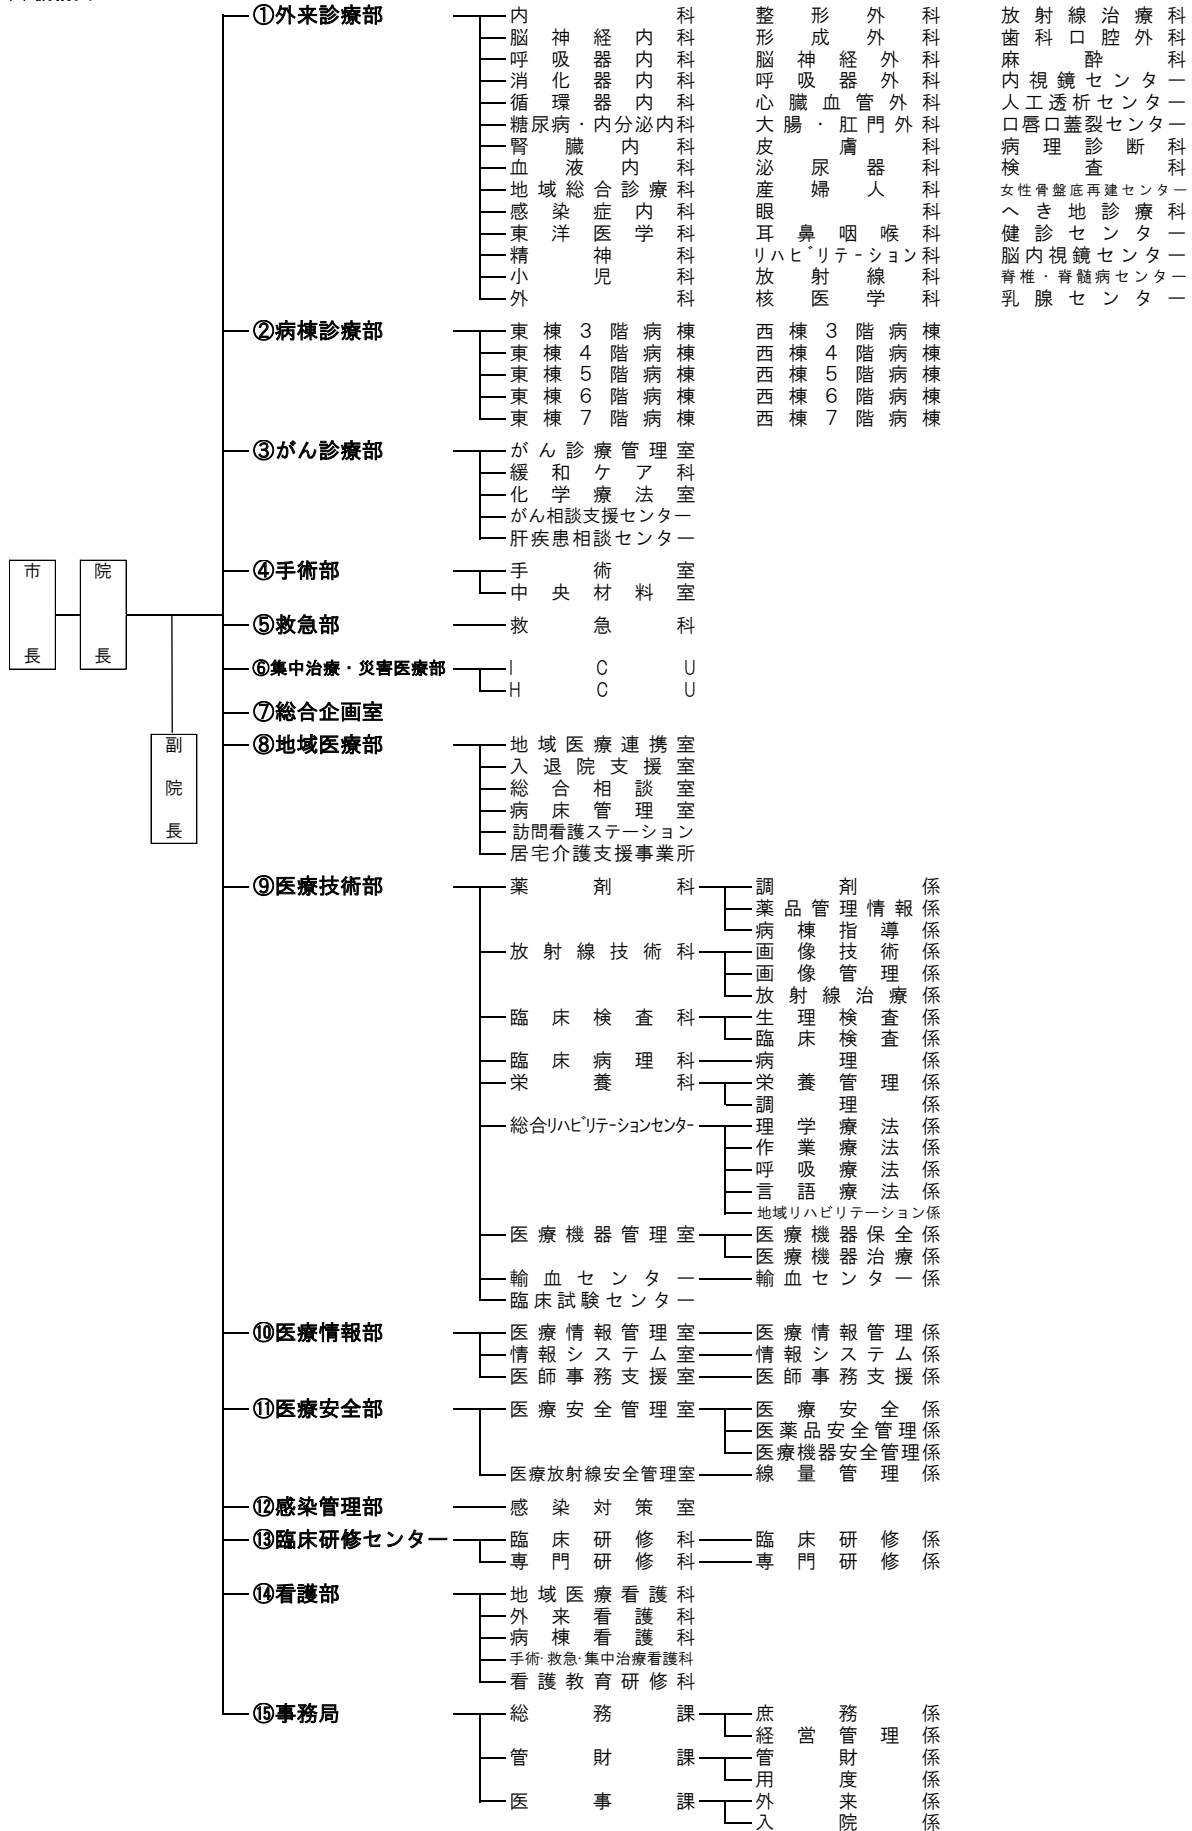 ①外来診療部 内科 整形外科 放射線治療科
脳神経内科 形成外科 歯科口腔外科
呼吸器内科 脳神経外科 麻酔科
消化器内科 呼吸器外科 内視鏡センター
循環器内科 心臓血管外科 人工透析センター
糖尿病・内分泌内科 大腸・肛門外科 口唇口蓋裂センター
腎臓内科 皮膚科 病理診断科
血液内科 泌尿器科 検査科
地域総合診療科 産婦人科 女性骨盤底再建センター
感染症内科 眼科 へき地診療科
東洋医学科 耳鼻咽喉科 健診センター
精神科 リハビリテーション科 脳内視鏡センター
小児科 放射線科 脊椎・脊髄病センター
外科 核医学科 乳腺センター
②病棟診療部 東棟3階病棟 西棟3階病棟
東棟4階病棟 西棟4階病棟
東棟5階病棟 西棟5階病棟
東棟6階病棟 西棟6階病棟
東棟7階病棟 西棟7階病棟
③がん診療部 がん診療管理室
緩和ケア科
化学療法室
がん相談支援センター
肝疾患相談センター
市長 院長 ④手術部 手術室
中央材料室
⑤救急部 救急科
⑥集中治療・災害医療部 ICU
HCU
⑦総合企画室
副院長 ⑧地域医療部 地域医療連携室
入退院支援室
総合相談室
病床管理室
訪問看護ステーション
居宅介護支援事業所
⑨医療技術部 薬剤科 調剤係
薬品管理情報係
病棟指導係
放射線技術科 画像技術係
画像管理係
放射線治療係
臨床検査科 生理検査係
臨床検査係
臨床病理科 病理係
栄養科 栄養管理係
調理係
総合リハビリテーションセンター 理学療法係
作業療法係
呼吸療法係
言語療法係
地域リハビリテーション係
医療機器管理室 医療機器保全係
医療機器治療係
輸血センター 輸血センター係
臨床試験センター
⑩医療情報部 医療情報管理室 医療情報管理係
情報システム室 情報システム係
医師事務支援室 医師事務支援係
⑪医療安全部 医療安全管理室 医療安全係
医薬品安全管理係
医療機器安全管理係
医療放射線安全管理室 線量管理係
⑫感染管理部 感染対策室
⑬臨床研修センター 臨床研修科 臨床研修係
専門研修科 専門研修係
⑭看護部 地域医療看護科
外来看護科
病棟看護科
手術・救急・集中治療看護科
看護教育研修科
⑮事務局 総務課 庶務係
経営管理係
管財課 管財係
用度係
医事課 外来係
入院係